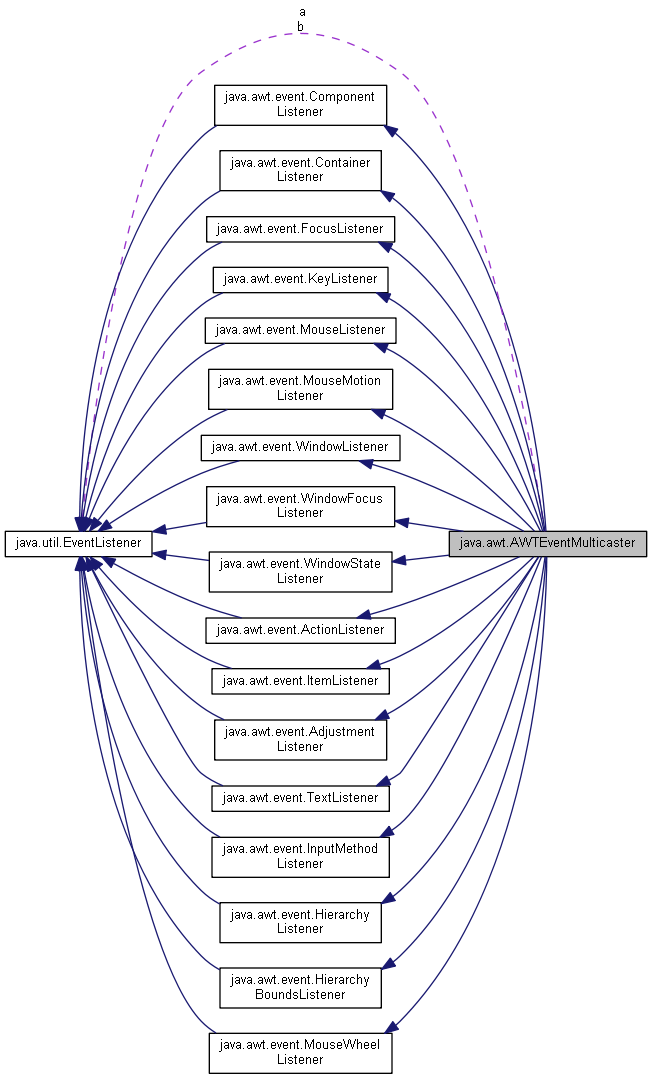 a
b
java.awt.event.Component
Listener
java.awt.event.Container
Listener
java.awt.event.FocusListener
java.awt.event.KeyListener
java.awt.event.MouseListener
java.awt.event.MouseMotion
Listener
java.awt.event.WindowListener
java.awt.event.WindowFocus
Listener
java.util.EventListener
java.awt.AWTEventMulticaster
java.awt.event.WindowState
Listener
java.awt.event.ActionListener
java.awt.event.ItemListener
java.awt.event.Adjustment
Listener
java.awt.event.TextListener
java.awt.event.InputMethod
Listener
java.awt.event.Hierarchy
Listener
java.awt.event.Hierarchy
BoundsListener
java.awt.event.MouseWheel
Listener